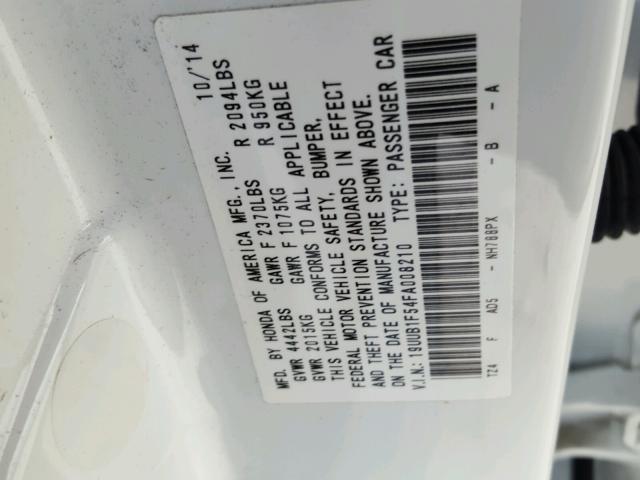 MFD. BY HONDA OF AMERICA MFG., INC. 10/'14
GVWR 4442LBS GAWR F 2370LBS R 2094LBS
GVWR 2015KG GAWR F 1075KG R 950KG
THIS VEHICLE CONFORMS TO ALL APPLICABLE
FEDERAL MOTOR VEHICLE SAFETY, BUMPER,
AND THEFT PREVENTION STANDARDS IN EFFECT
ON THE DATE OF MANUFACTURE SHOWN ABOVE.
V.I.N.: 19UUB1F54FA008210 TYPE: PASSENGER CAR
TZ4 F AD5 - NH788PX - B - A